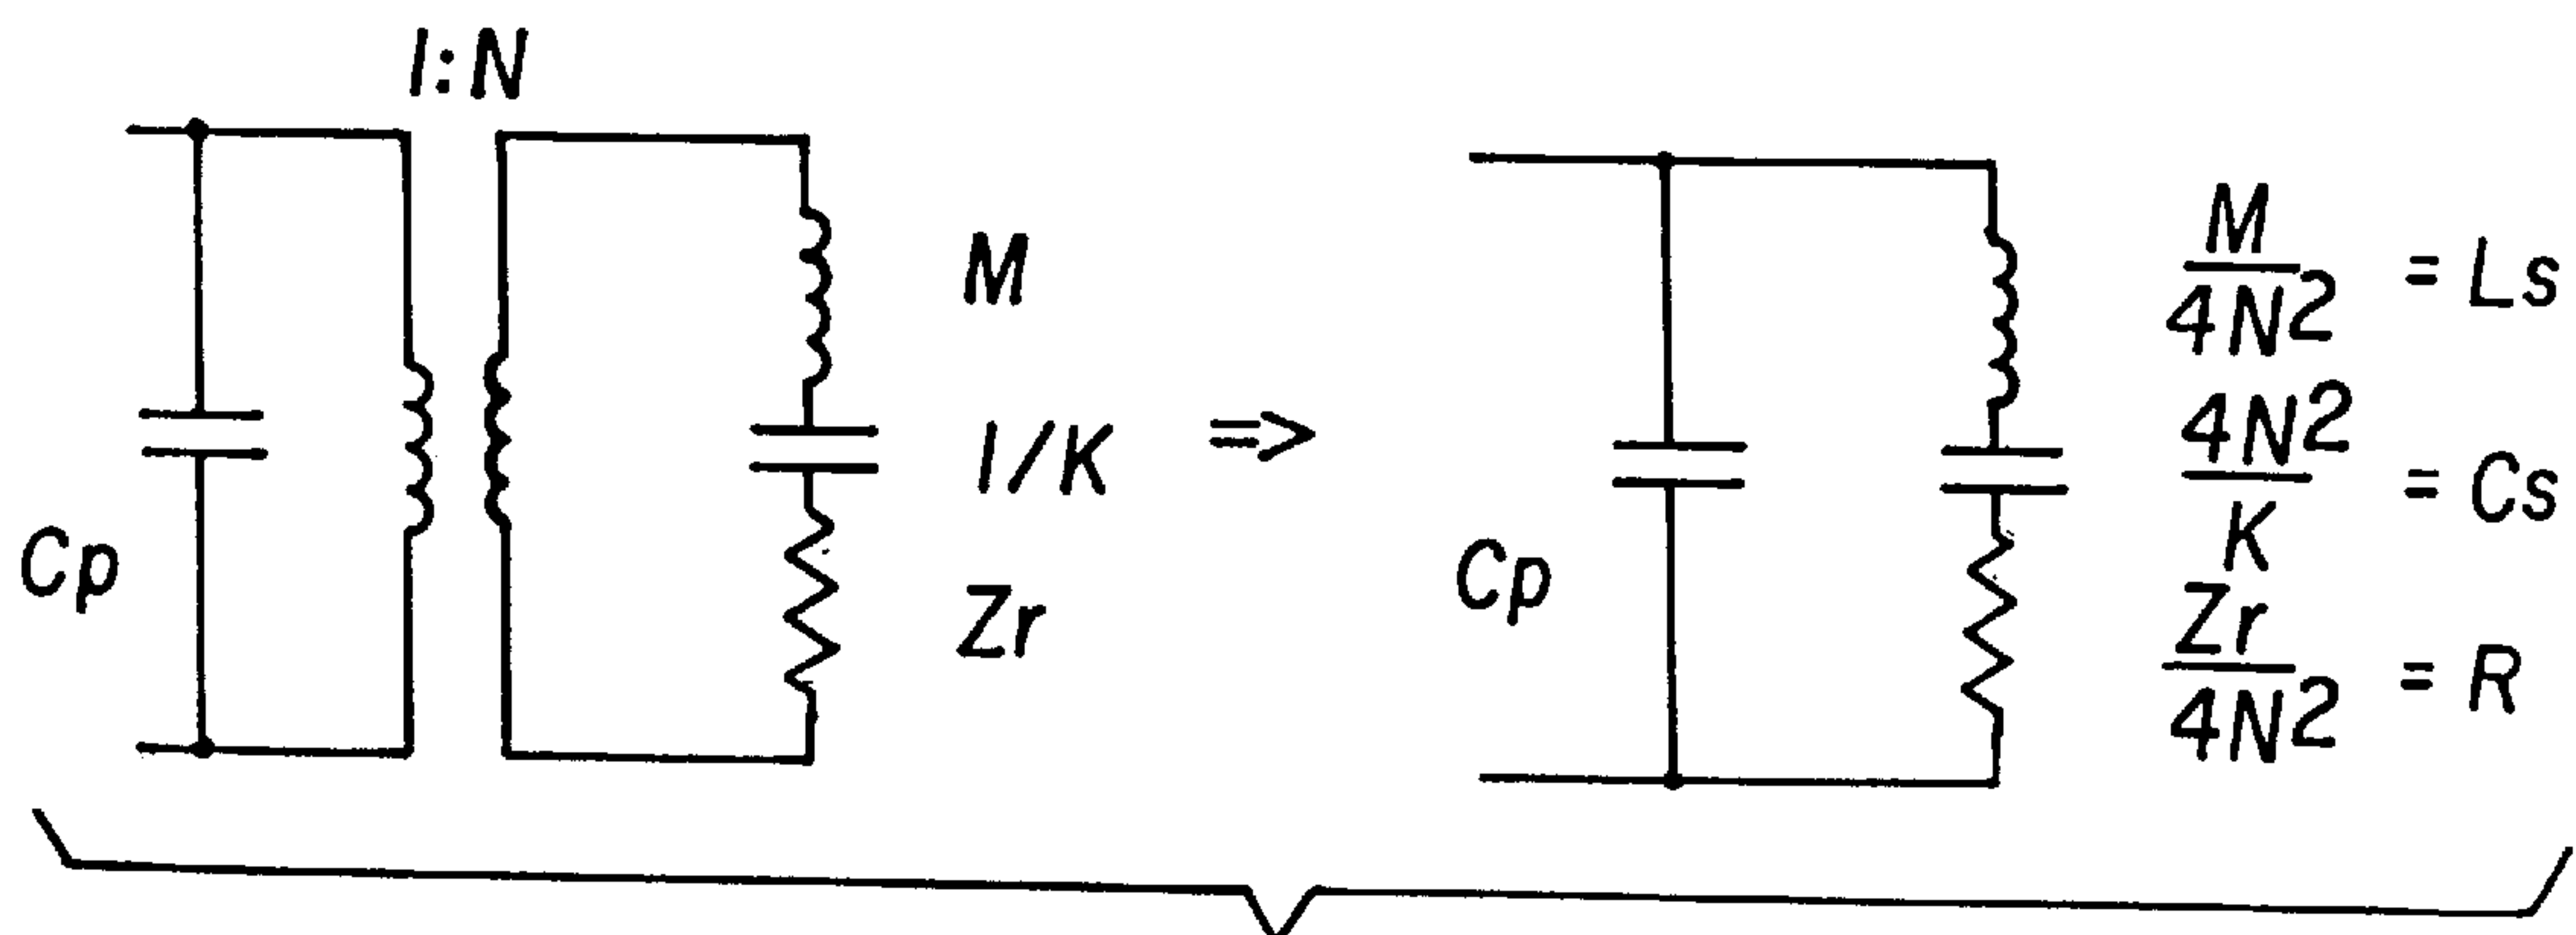 1:N
Cp
M
1/K
Zr
=>
Cp
M/4N² = Ls
4N²/K = Cs
Zr/4N² = R